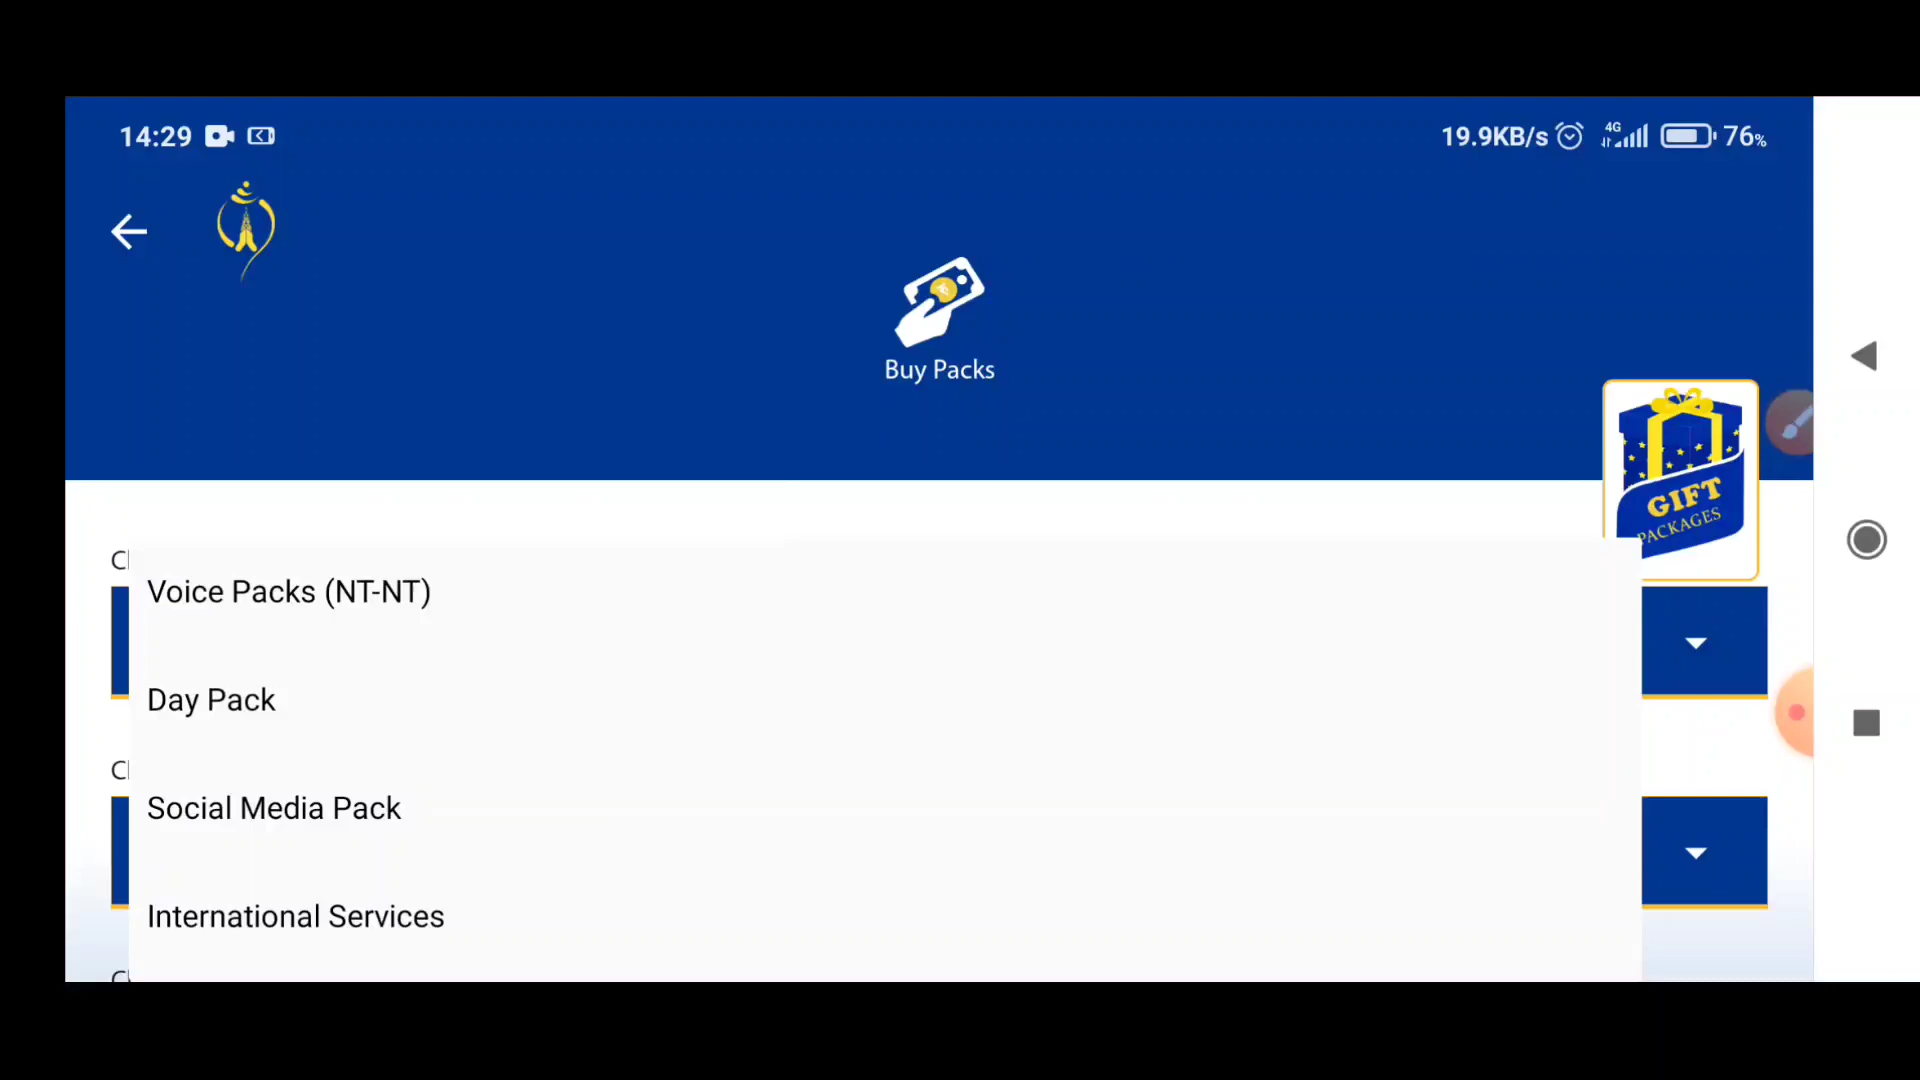 14:29
19.9KB/s 4G 76%
Buy Packs
GIFT
PACKAGES
Voice Packs (NT-NT)
Day Pack
Social Media Pack
International Services